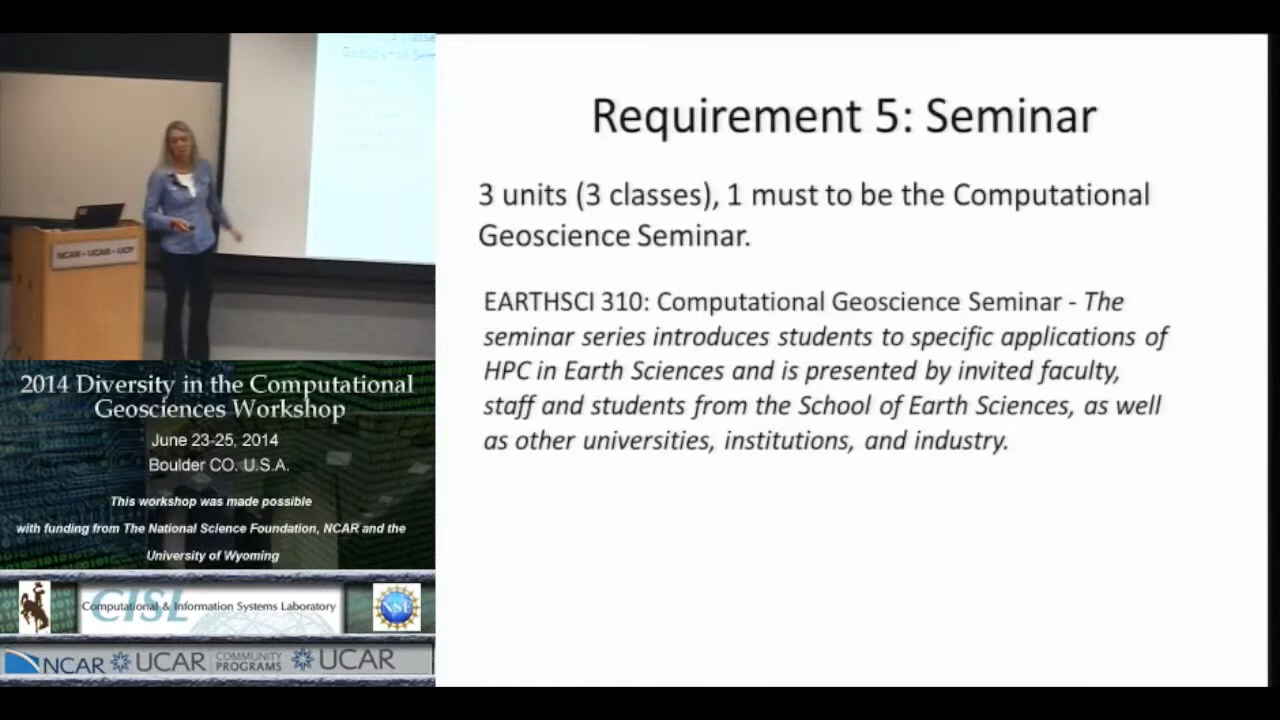 Requirement 5: Seminar
3 units (3 classes), 1 must to be the Computational
Geoscience Seminar.
EARTHSCI 310: Computational Geoscience Seminar - The
seminar series introduces students to specific applications of
HPC in Earth Sciences and is presented by invited faculty,
staff and students from the School of Earth Sciences, as well
as other universities, institutions, and industry.
NCAR - UCAR - UCP
2014 Diversity in the Computational
Geosciences Workshop
June 23-25, 2014
Boulder CO. U.S.A.
This workshop was made possible
with funding from The National Science Foundation, NCAR and the
University of Wyoming
CISL
Computational & Information Systems Laboratory
NSF
NCAR UCAR COMMUNITY PROGRAMS UCAR